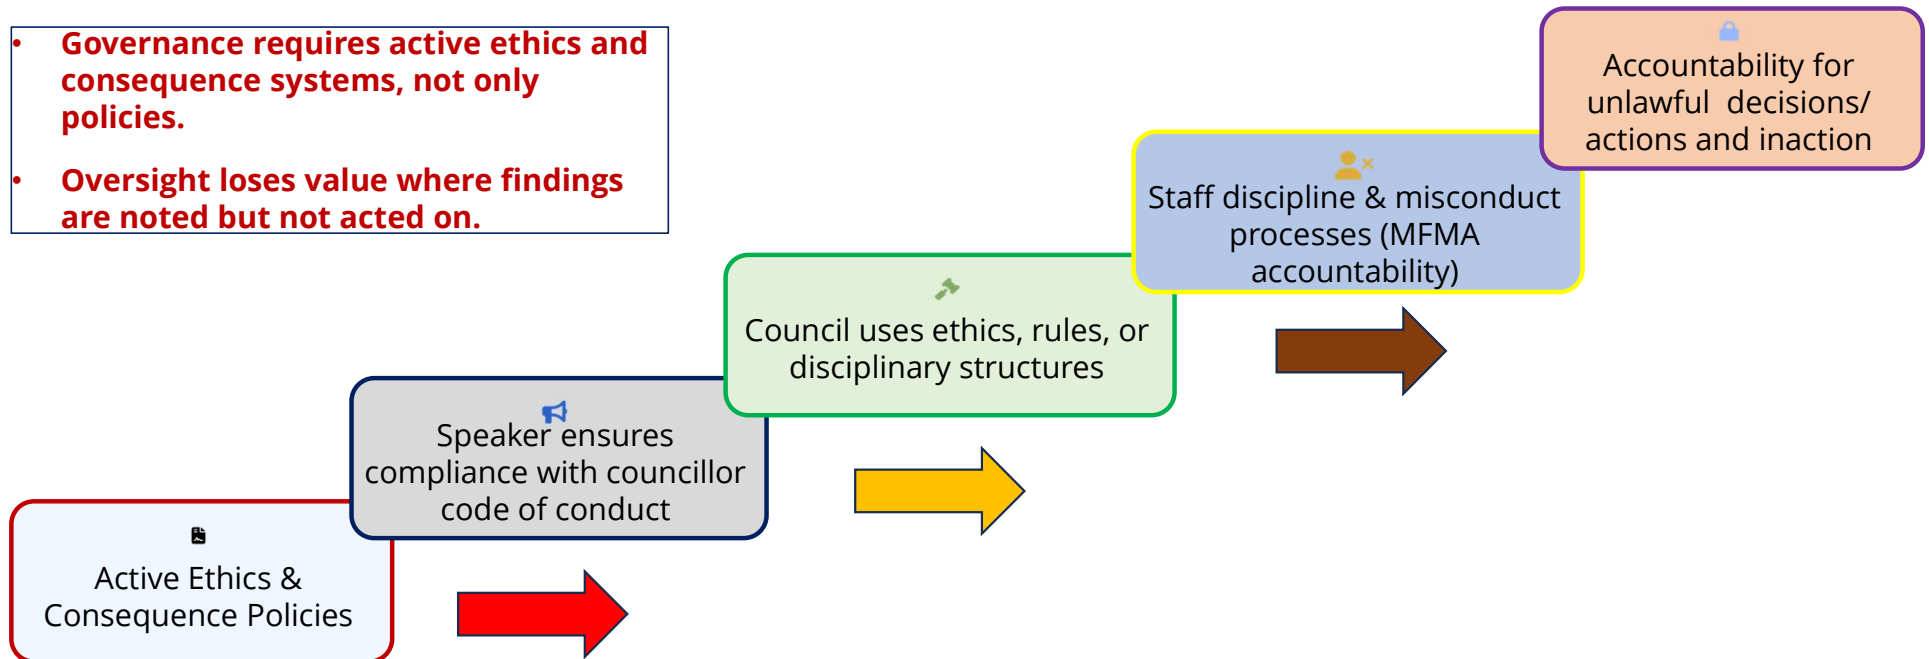 • Governance requires active ethics and
consequence systems, not only
policies.
• Oversight loses value where findings
are noted but not acted on.
Accountability for
unlawful decisions/
actions and inaction
Staff discipline & misconduct
processes (MFMA
accountability)
Council uses ethics, rules, or
disciplinary structures
Speaker ensures
compliance with councillor
code of conduct
Active Ethics &
Consequence Policies